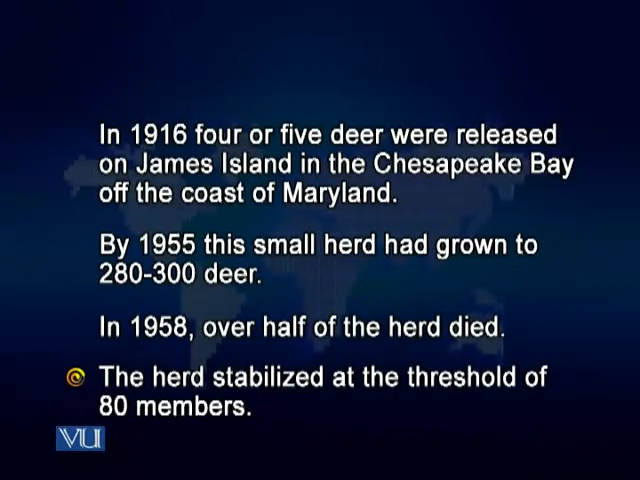 In 1916 four or five deer were released
on James Island in the Chesapeake Bay
off the coast of Maryland.
By 1955 this small herd had grown to
280-300 deer.
In 1958, over half of the herd died.
The herd stabilized at the threshold of
80 members.
VU